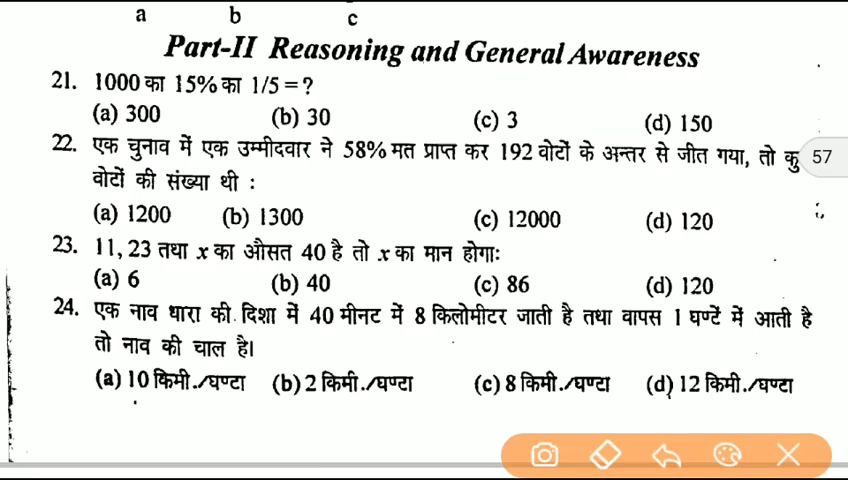 a b c
Part-II Reasoning and General Awareness
21. 1000 का 15% का 1/5 = ?
(a) 300 (b) 30 (c) 3 (d) 150
22. एक चुनाव में एक उम्मीदवार ने 58% मत प्राप्त कर 192 वोटों के अन्तर से जीत गया, तो कु
57
वोटों की संख्या थी :
(a) 1200 (b) 1300 (c) 12000 (d) 120
23. 11, 23 तथा x का औसत 40 है तो x का मान होगाः
(a) 6 (b) 40 (c) 86 (d) 120
24. एक नाव धारा की दिशा में 40 मीनट में 8 किलोमीटर जाती है तथा वापस 1 घण्टें में आती है
तो नाव की चाल है।
(a) 10 किमी./घण्टा (b) 2 किमी./घण्टा (c) 8 किमी./घण्टा (d) 12 किमी./घण्टा